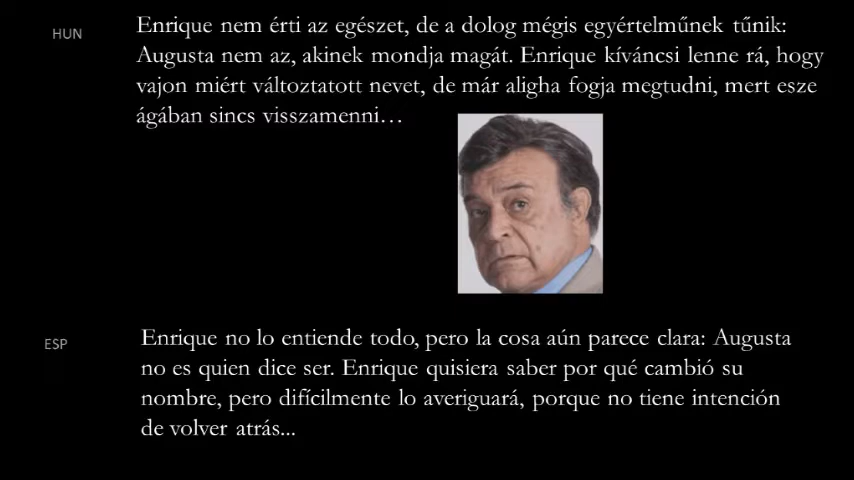 HUN
Enrique nem érti az egészet, de a dolog mégis egyértelműnek tűnik:
Augusta nem az, akinek mondja magát. Enrique kíváncsi lenne rá, hogy
vajon miért változtatott nevet, de már aligha fogja megtudni, mert esze
ágában sincs visszamenni…
ESP
Enrique no lo entiende todo, pero la cosa aún parece clara: Augusta
no es quien dice ser. Enrique quisiera saber por qué cambió su
nombre, pero difícilmente lo averiguará, porque no tiene intención
de volver atrás...